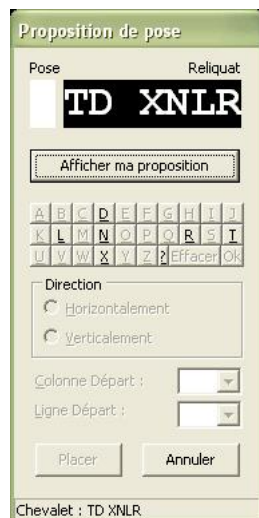 Proposition de pose
Pose Reliquat
TD XNLR
Afficher ma proposition
A B C D E F G H I J
K L M N O P Q R S T
U V W X Y Z ? Effacer Ok
Direction
Horizontalement
Verticalement
Colonne Départ :
Ligne Départ :
Placer Annuler
Chevalet : TD XNLR